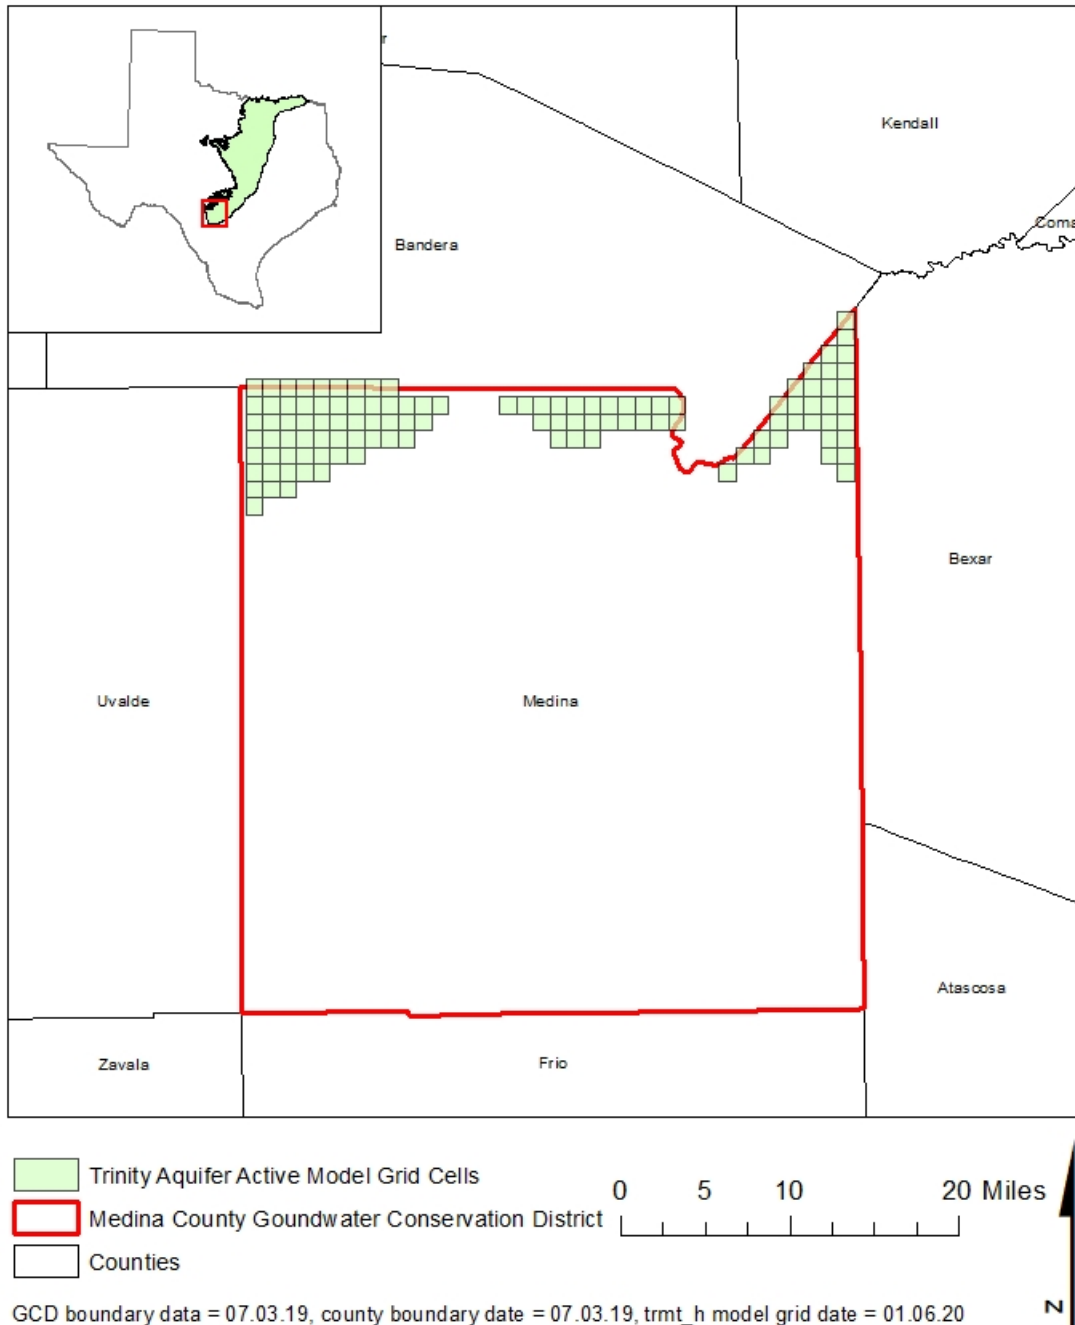 r
Kendall
Coma
Bandera
Bexar
Uvalde
Medina
Atascosa
Zavala
Frio
Trinity Aquifer Active Model Grid Cells
Medina County Goundwater Conservation District
Counties
0 5 10 20 Miles
GCD boundary data = 07.03.19, county boundary date = 07.03.19, trmt_h model grid date = 01.06.20
N